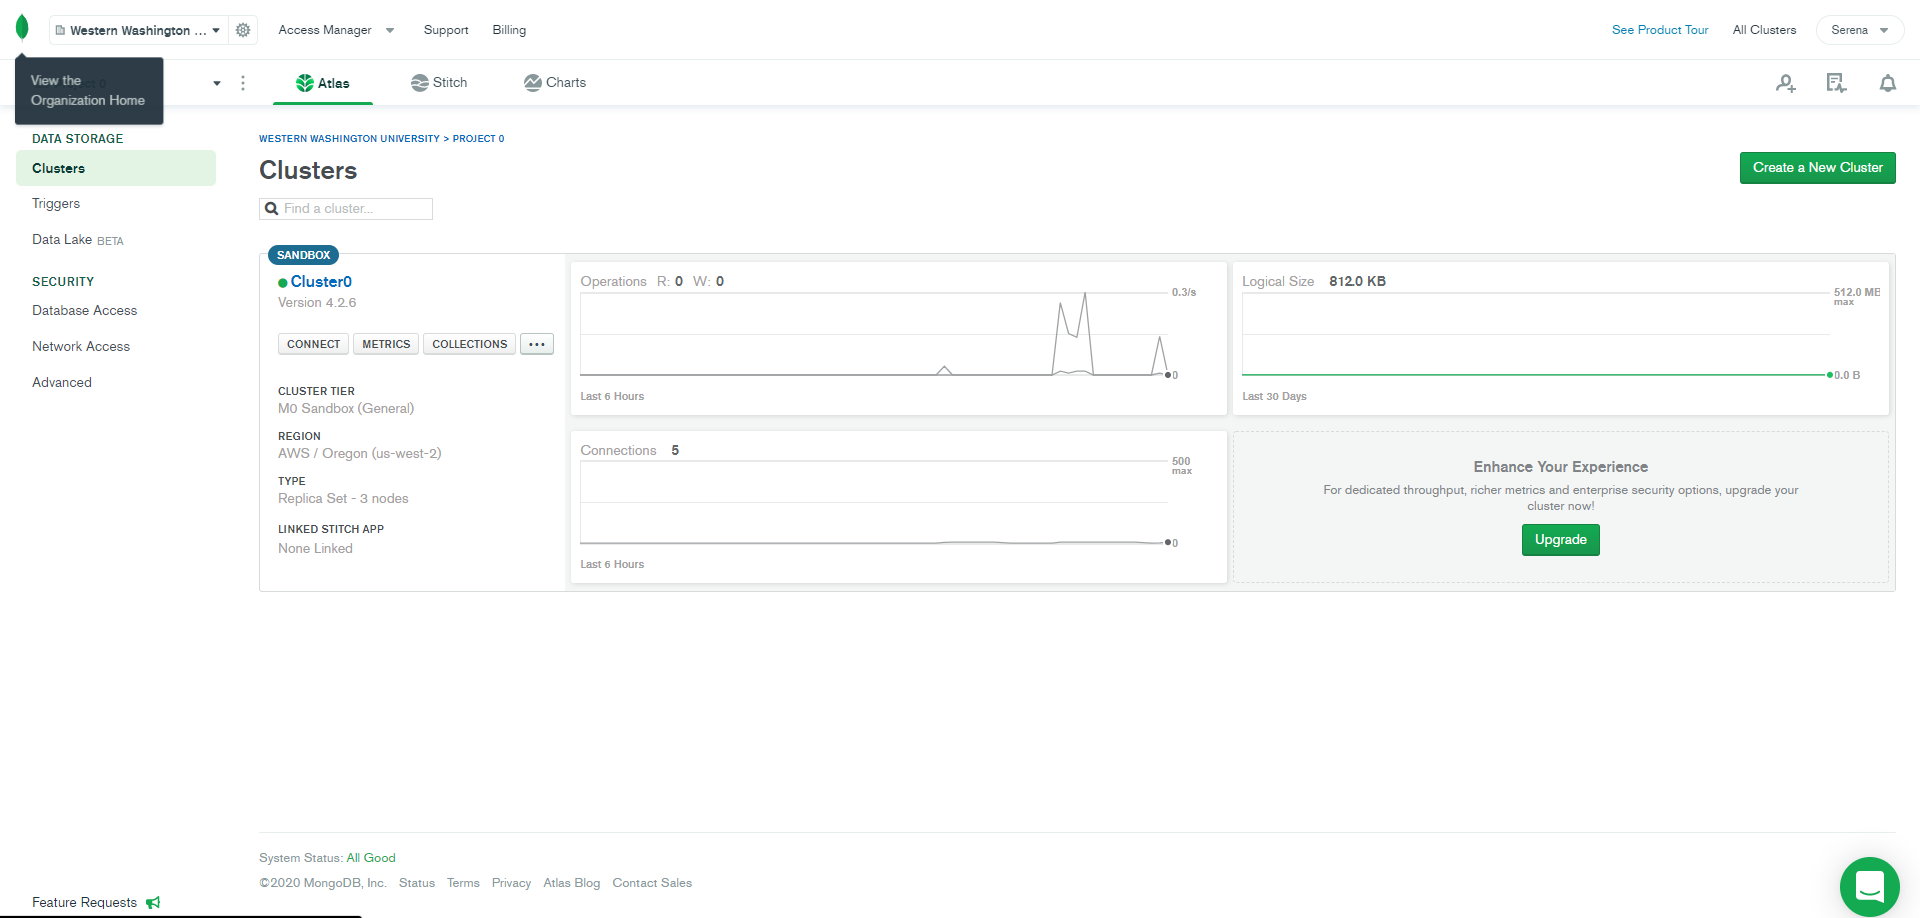 Western Washington ...
Access Manager
Support
Billing
See Product Tour
All Clusters
Serena
View the
Organization Home
Atlas
Stitch
Charts
DATA STORAGE
Clusters
Triggers
Data Lake BETA
SECURITY
Database Access
Network Access
Advanced
Feature Requests
WESTERN WASHINGTON UNIVERSITY > PROJECT 0
Clusters
Create a New Cluster
Find a cluster...
SANDBOX
Cluster0
Version 4.2.6
CONNECT METRICS COLLECTIONS ...
CLUSTER TIER
M0 Sandbox (General)
REGION
AWS / Oregon (us-west-2)
TYPE
Replica Set - 3 nodes
LINKED STITCH APP
None Linked
Operations R: 0 W: 0
0.3/s
0
Last 6 Hours
Logical Size 812.0 KB
512.0 MB
max
0.0 B
Last 30 Days
Connections 5
500
max
0
Last 6 Hours
Enhance Your Experience
For dedicated throughput, richer metrics and enterprise security options, upgrade your
cluster now!
Upgrade
System Status: All Good
©2020 MongoDB, Inc. Status Terms Privacy Atlas Blog Contact Sales